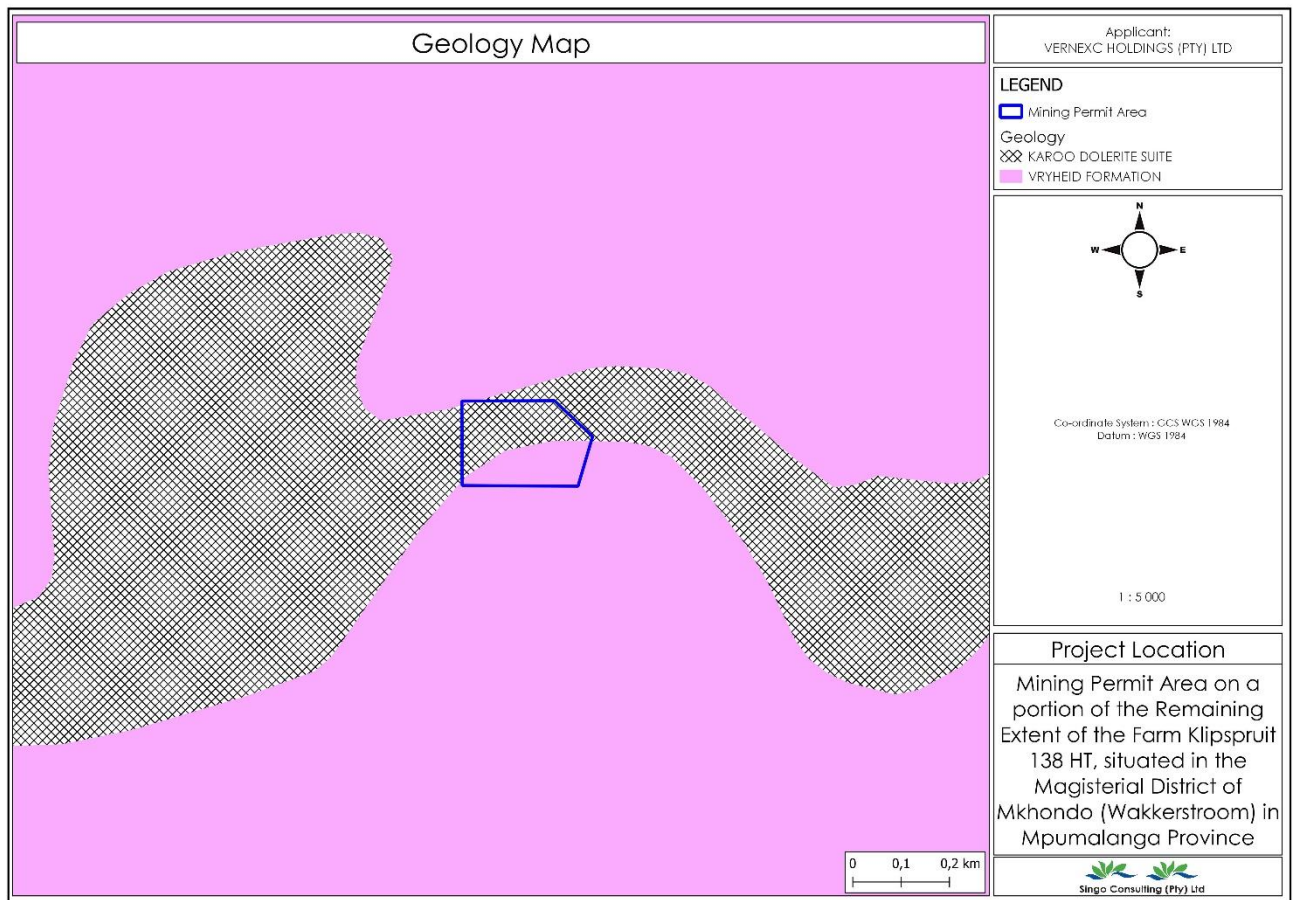 Geology Map
Applicant:
VERNEXC HOLDINGS (PTY) LTD
LEGEND
Mining Permit Area
Geology
KAROO DOLERITE SUITE
VRYHEID FORMATION
N
W E
S
Co-ordinate System : GCS WGS 1984
Datum : WGS 1984
1 : 5 000
Project Location
Mining Permit Area on a
portion of the Remaining
Extent of the Farm Klipspruit
138 HT, situated in the
Magisterial District of
Mkhondo (Wakkerstroom) in
Mpumalanga Province
0 0,1 0,2 km
Singo Consulting (Pty) Ltd